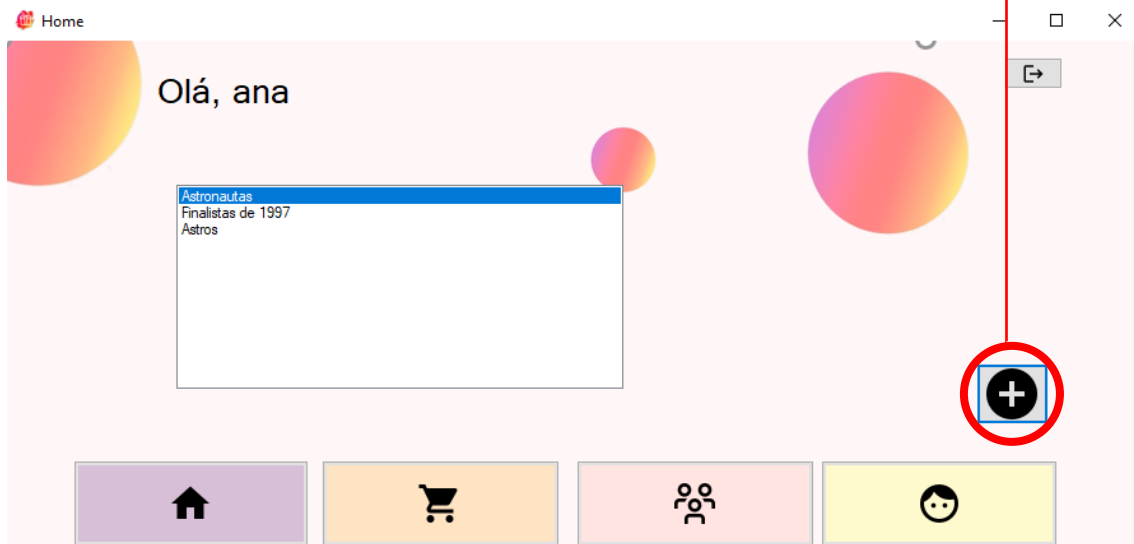 Home
Olá, ana
Astronautas
Finalistas de 1997
Astros